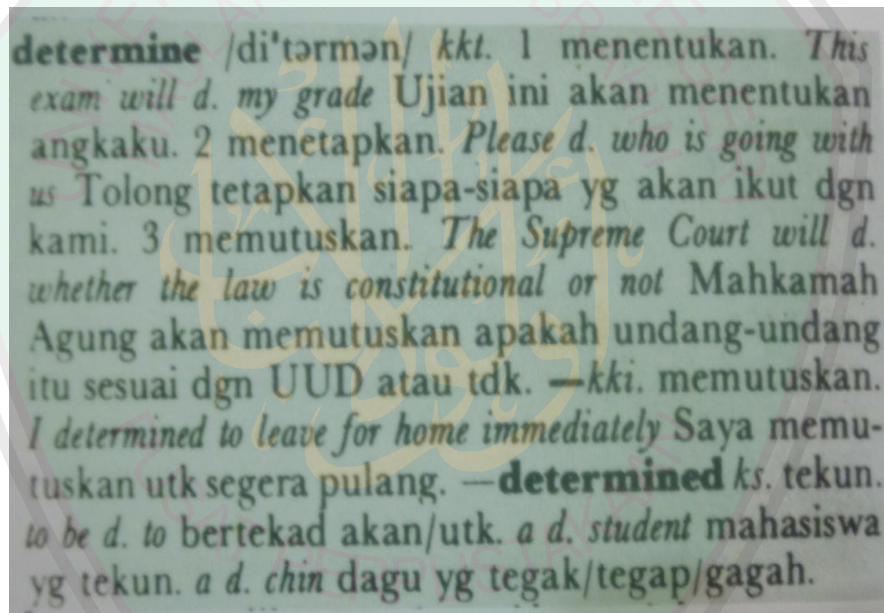 determine /di'tərmən/ kkt. 1 menentukan. This
exam will d. my grade Ujian ini akan menentukan
angkaku. 2 menetapkan. Please d. who is going with
us Tolong tetapkan siapa-siapa yg akan ikut dgn
kami. 3 memutuskan. The Supreme Court will d.
whether the law is constitutional or not Mahkamah
Agung akan memutuskan apakah undang-undang
itu sesuai dgn UUD atau tdk. —kki. memutuskan.
I determined to leave for home immediately Saya memu-
tuskan utk segera pulang. —determined ks. tekun.
to be d. to bertekad akan/utk. a d. student mahasiswa
yg tekun. a d. chin dagu yg tegak/tegap/gagah.